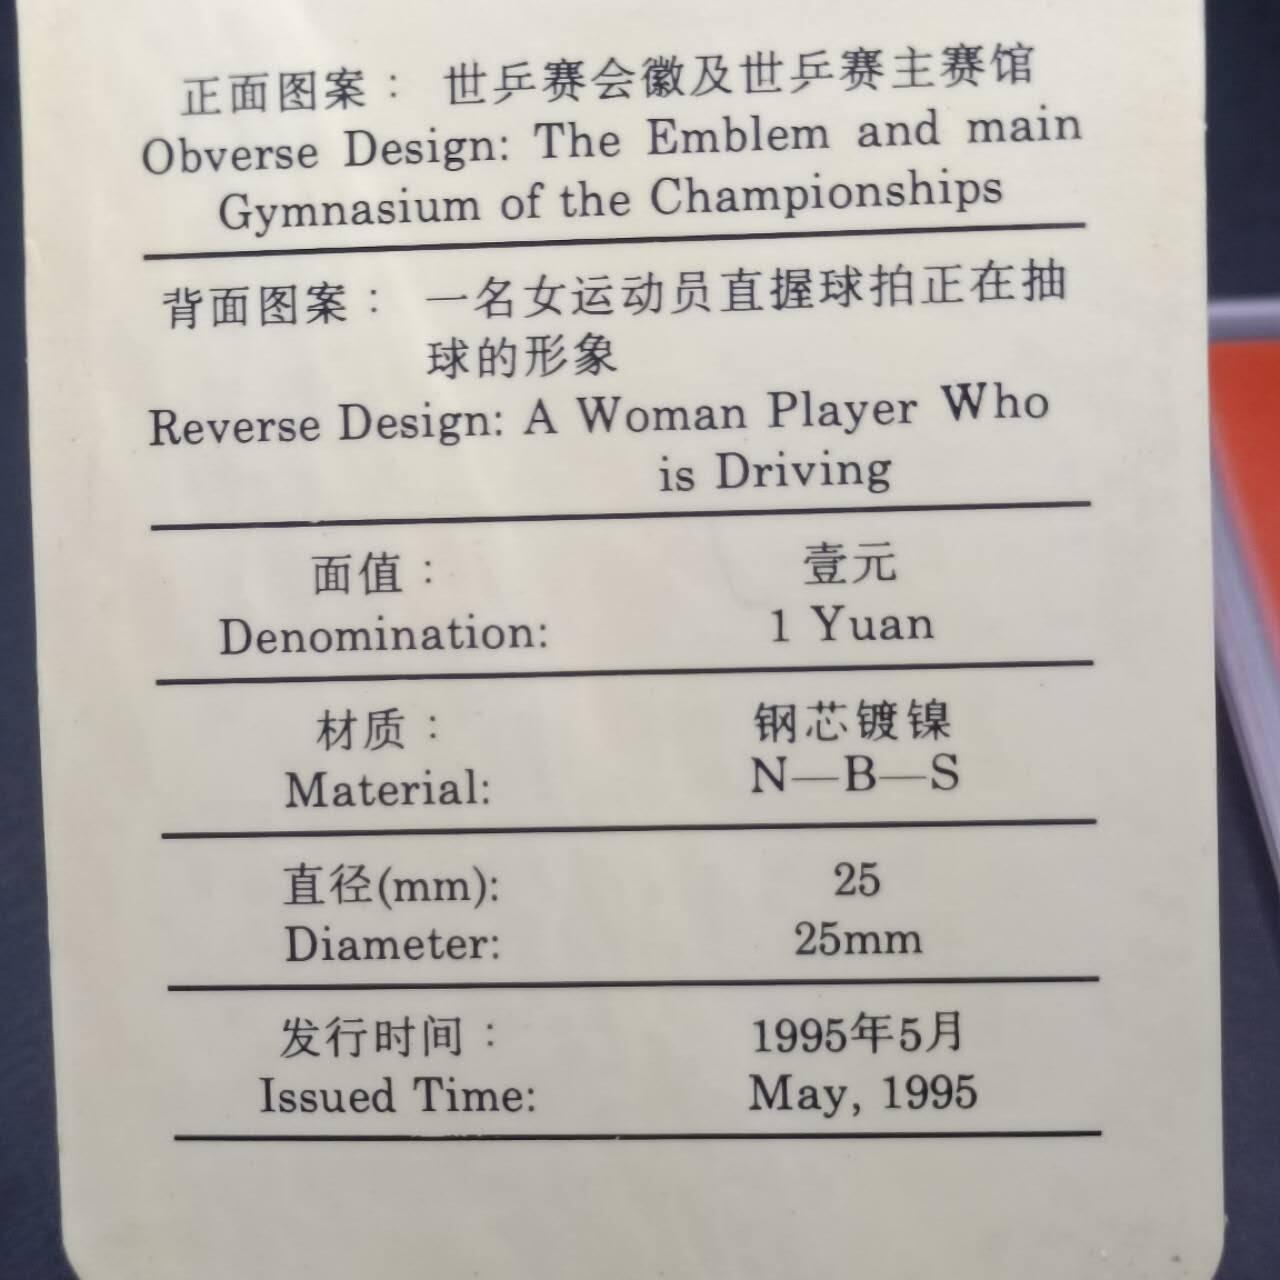 正面图案： 世乒赛会徽及世乒赛主赛馆
Obverse Design: The Emblem and main
Gymnasium of the Championships
背面图案： 一名女运动员直握球拍正在抽
球的形象
Reverse Design: A Woman Player Who
is Driving
面值： 壹元
Denomination: 1 Yuan
材质： 钢芯镀镍
Material: N—B—S
直径(mm): 25
Diameter: 25mm
发行时间： 1995年5月
Issued Time: May, 1995